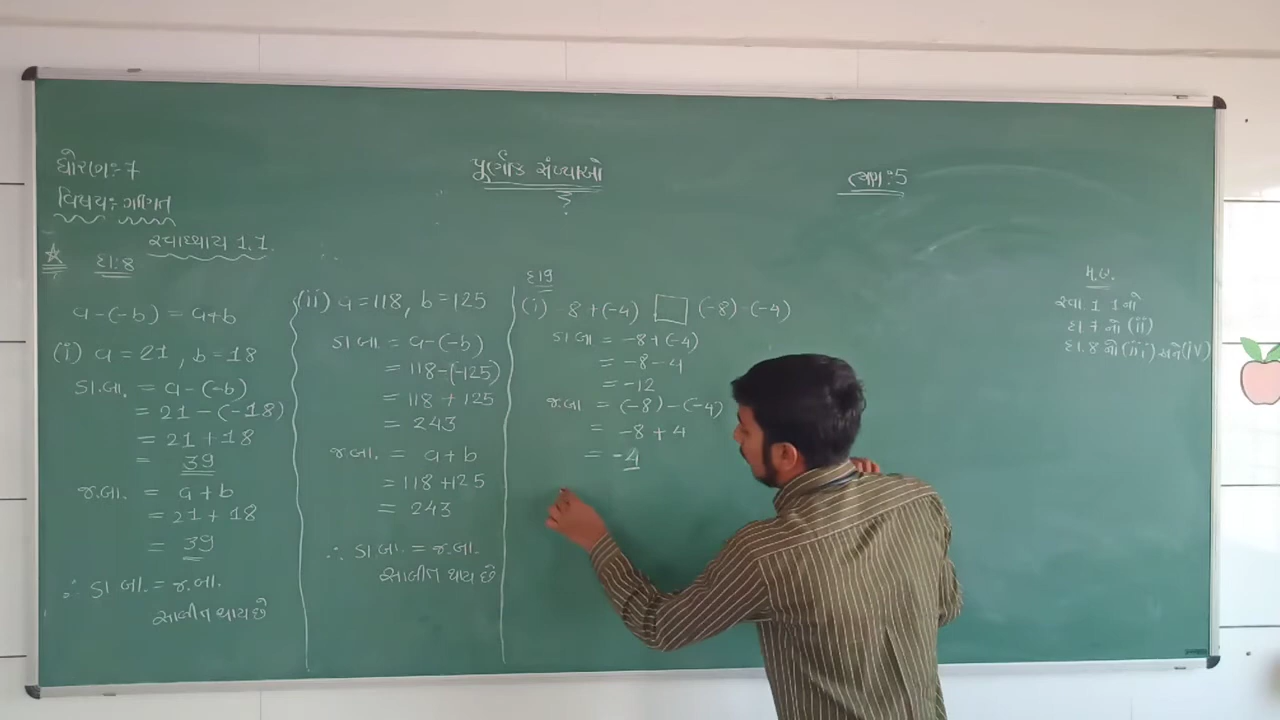 ધોરણ:-7
વિષય:- ગણિત
પૂર્ણાંક સંખ્યાઓ
સ્વાધ્યાય 1.1
દા:8
a-(-b) = a+b
(i) a=21, b=18
ડા.બા. = a-(-b)
= 21-(-18)
= 21+18
= 39
જ.બા. = a+b
= 21+18
= 39
∴ ડા બા. = જ.બા.
સાબીત થાય છે
(ii) a=118, b=125
ડા બા. = a-(-b)
= 118-(-125)
= 118 + 125
= 243
જ બા. = a+b
= 118+125
= 243
∴ ડા બા. = જ.બા.
સાબીત થાય છે
દા9
(i) 8+(-4) □ (-8)-(-4)
ડા બા = -8+(-4)
= -8-4
= -12
જ.બા = (-8)-(-4)
= -8+4
= -4
:5
સ્વા. 1.1 નો
દા 7 નો (ii)
દા.8 નો (iii) અને (iv)